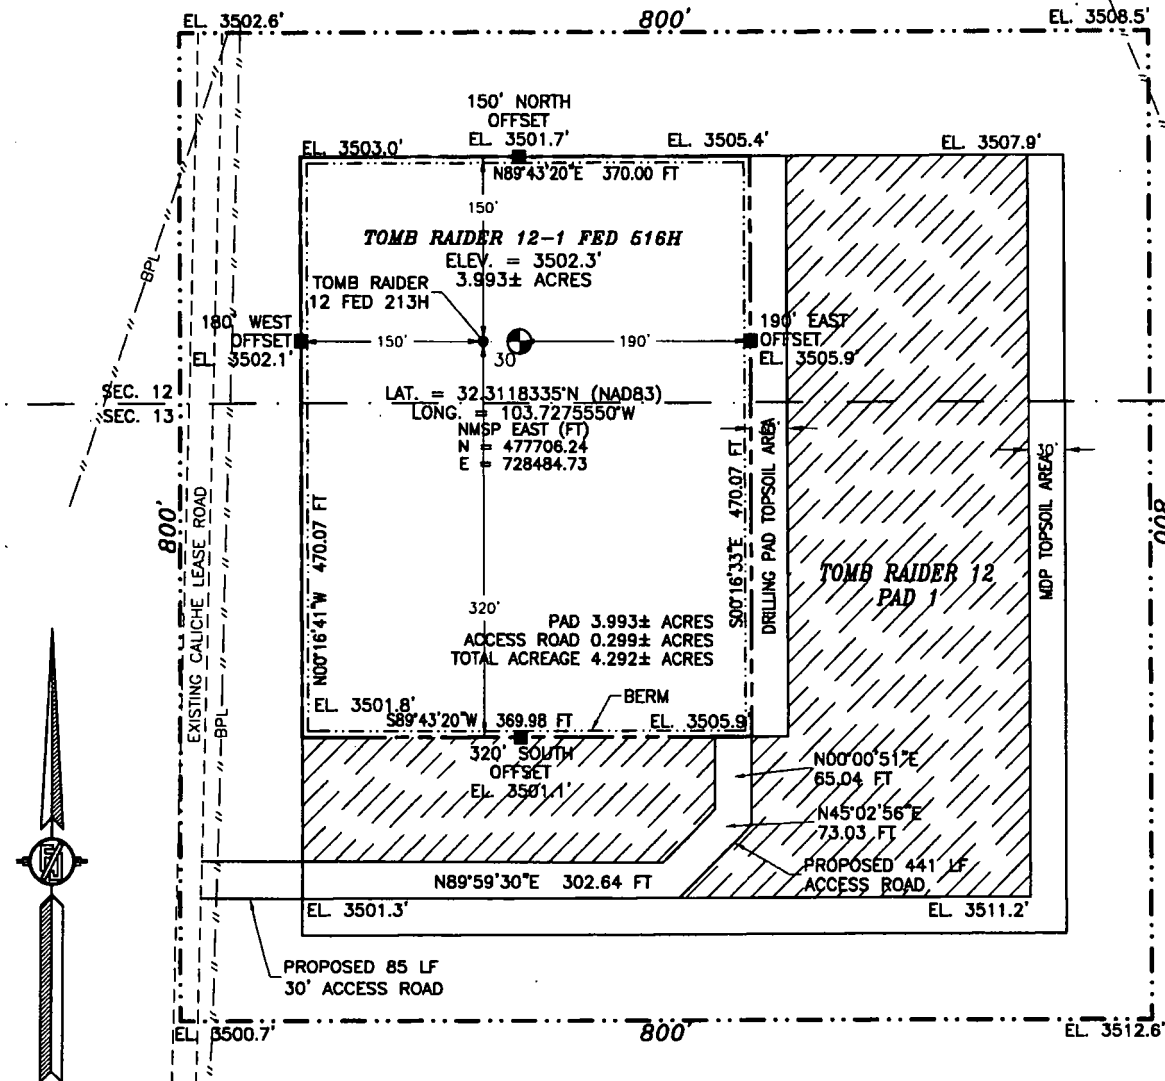 EL. 3502.6'
800'
EL. 3508.5'
150' NORTH
OFFSET
EL. 3501.7'
EL. 3503.0'
EL. 3505.4'
EL. 3507.9'
N89°43'20"E 370.00 FT
150'
TOMB RAIDER 12-1 FED 516H
ELEV. = 3502.3'
3.993± ACRES
BPL
TOMB RAIDER
12 FED 213H
180' WEST
OFFSET
EL. 3502.1'
150'
30'
190'
190' EAST
OFFSET
EL. 3505.9'
SEC. 12
SEC. 13
LAT. = 32.3118335°N (NAD83)
LONG. = 103.7275550°W
NMSP EAST (FT)
N = 477706.24
E = 728484.73
30'
800'
EXISTING CALICHE LEASE ROAD
BPL
N00°16'41"W 470.07 FT
S00°16'33"E 470.07 FT
DRILLING PAD TOPSOIL AREA
TOMB RAIDER 12
PAD 1
MDP TOPSOIL AREA
800'
320'
PAD 3.993± ACRES
ACCESS ROAD 0.299± ACRES
TOTAL ACREAGE 4.292± ACRES
BERM
EL. 3501.8'
S89°43'20"W 369.98 FT
EL. 3505.9'
320' SOUTH
OFFSET
EL. 3501.1'
N00°00'51"E
65.04 FT
N45°02'56"E
73.03 FT
PROPOSED 441 LF
ACCESS ROAD
N89°59'30"E 302.64 FT
EL. 3501.3'
EL. 3511.2'
PROPOSED 85 LF
30' ACCESS ROAD
EL. 3500.7'
800'
EL. 3512.6'